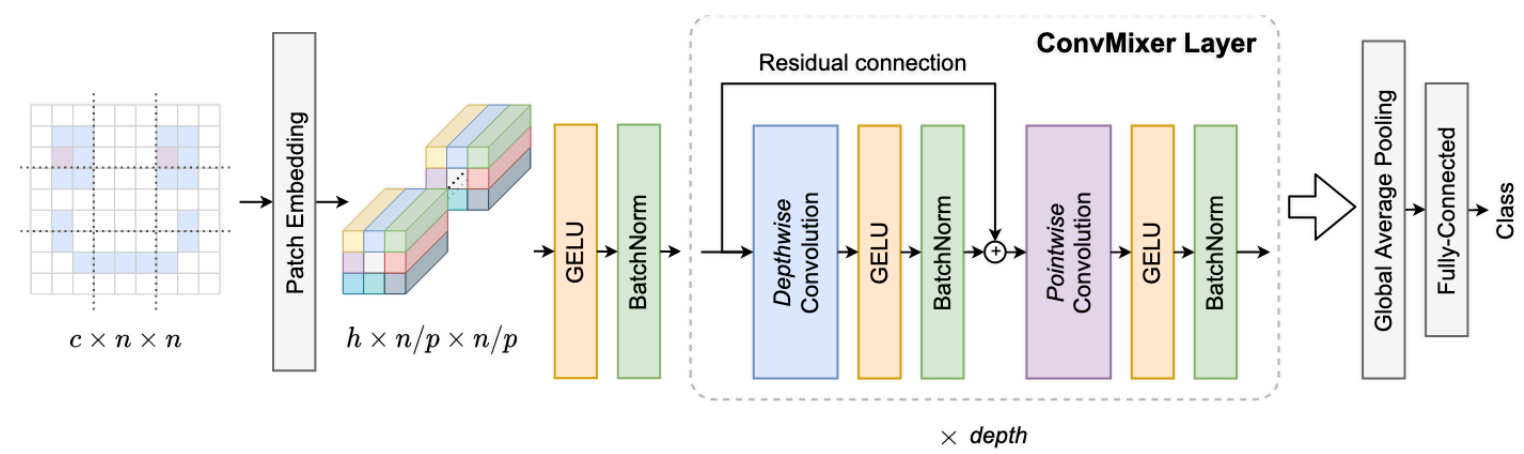 c × n × n
Patch Embedding
h × n/p × n/p
GELU
BatchNorm
ConvMixer Layer
Residual connection
Depthwise
Convolution
GELU
BatchNorm
+
Pointwise
Convolution
GELU
BatchNorm
× depth
Global Average Pooling
Fully-Connected
Class